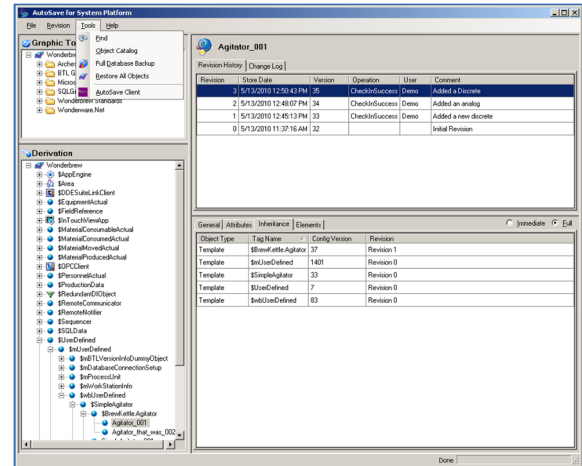 AutoSave for System Platform
File Revision Tools Help
Find
Object Catalog
Full Database Backup
Restore All Objects
AutoSave Client
Graphic To
Wonderbrew
Arches
BTL G
Micros
SQLGr
Wonderbrew Standards
Wonderware.Net
Agitator_001
Revision History Change Log
Revision Store Date Version Operation User Comment
3 5/13/2010 12:50:43 PM 35 CheckInSuccess Demo Added a Discrete
2 5/13/2010 12:48:07 PM 34 CheckInSuccess Demo Added an analog
1 5/13/2010 12:45:13 PM 33 CheckInSuccess Demo Added a new discrete
0 5/13/2010 11:37:16 AM 32 Initial Revision
Derivation
Wonderbrew
$AppEngine
$Area
$DDESuiteLinkClient
$EquipmentActual
$FieldReference
$InTouchViewApp
$MaterialConsumableActual
$MaterialConsumedActual
$MaterialMovedActual
$MaterialProducedActual
$OPCClient
$PersonnelActual
$ProductionData
$RedundantDIObject
$RemoteCommunicator
$RemoteNotifier
$Sequencer
$SQLData
$UserDefined
$mUserDefined
$mBTLVersionInfoDummyObject
$mDatabaseConnectionSetup
$mProcessUnit
$mWorkStationInfo
$wbUserDefined
$SimpleAgitator
$BrewKettle.Agitator
Agitator_001
Agitator_that_was_002
General Attributes Inheritance Elements Immediate Full
Object Type Tag Name Config Version Revision
Template $BrewKettle.Agitator 37 Revision 1
Template $mUserDefined 1401 Revision 0
Template $SimpleAgitator 33 Revision 0
Template $UserDefined 7 Revision 0
Template $wbUserDefined 83 Revision 0
Done